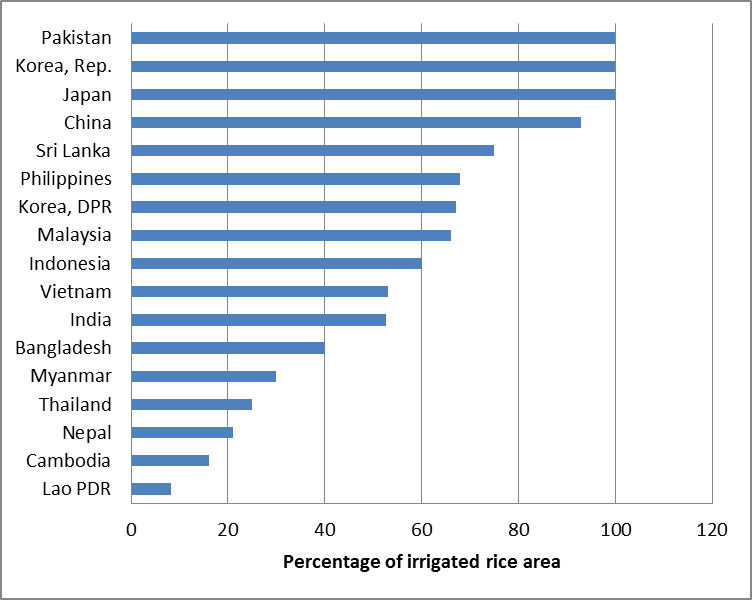 Pakistan
Korea, Rep.
Japan
China
Sri Lanka
Philippines
Korea, DPR
Malaysia
Indonesia
Vietnam
India
Bangladesh
Myanmar
Thailand
Nepal
Cambodia
Lao PDR
0 20 40 60 80 100 120
Percentage of irrigated rice area